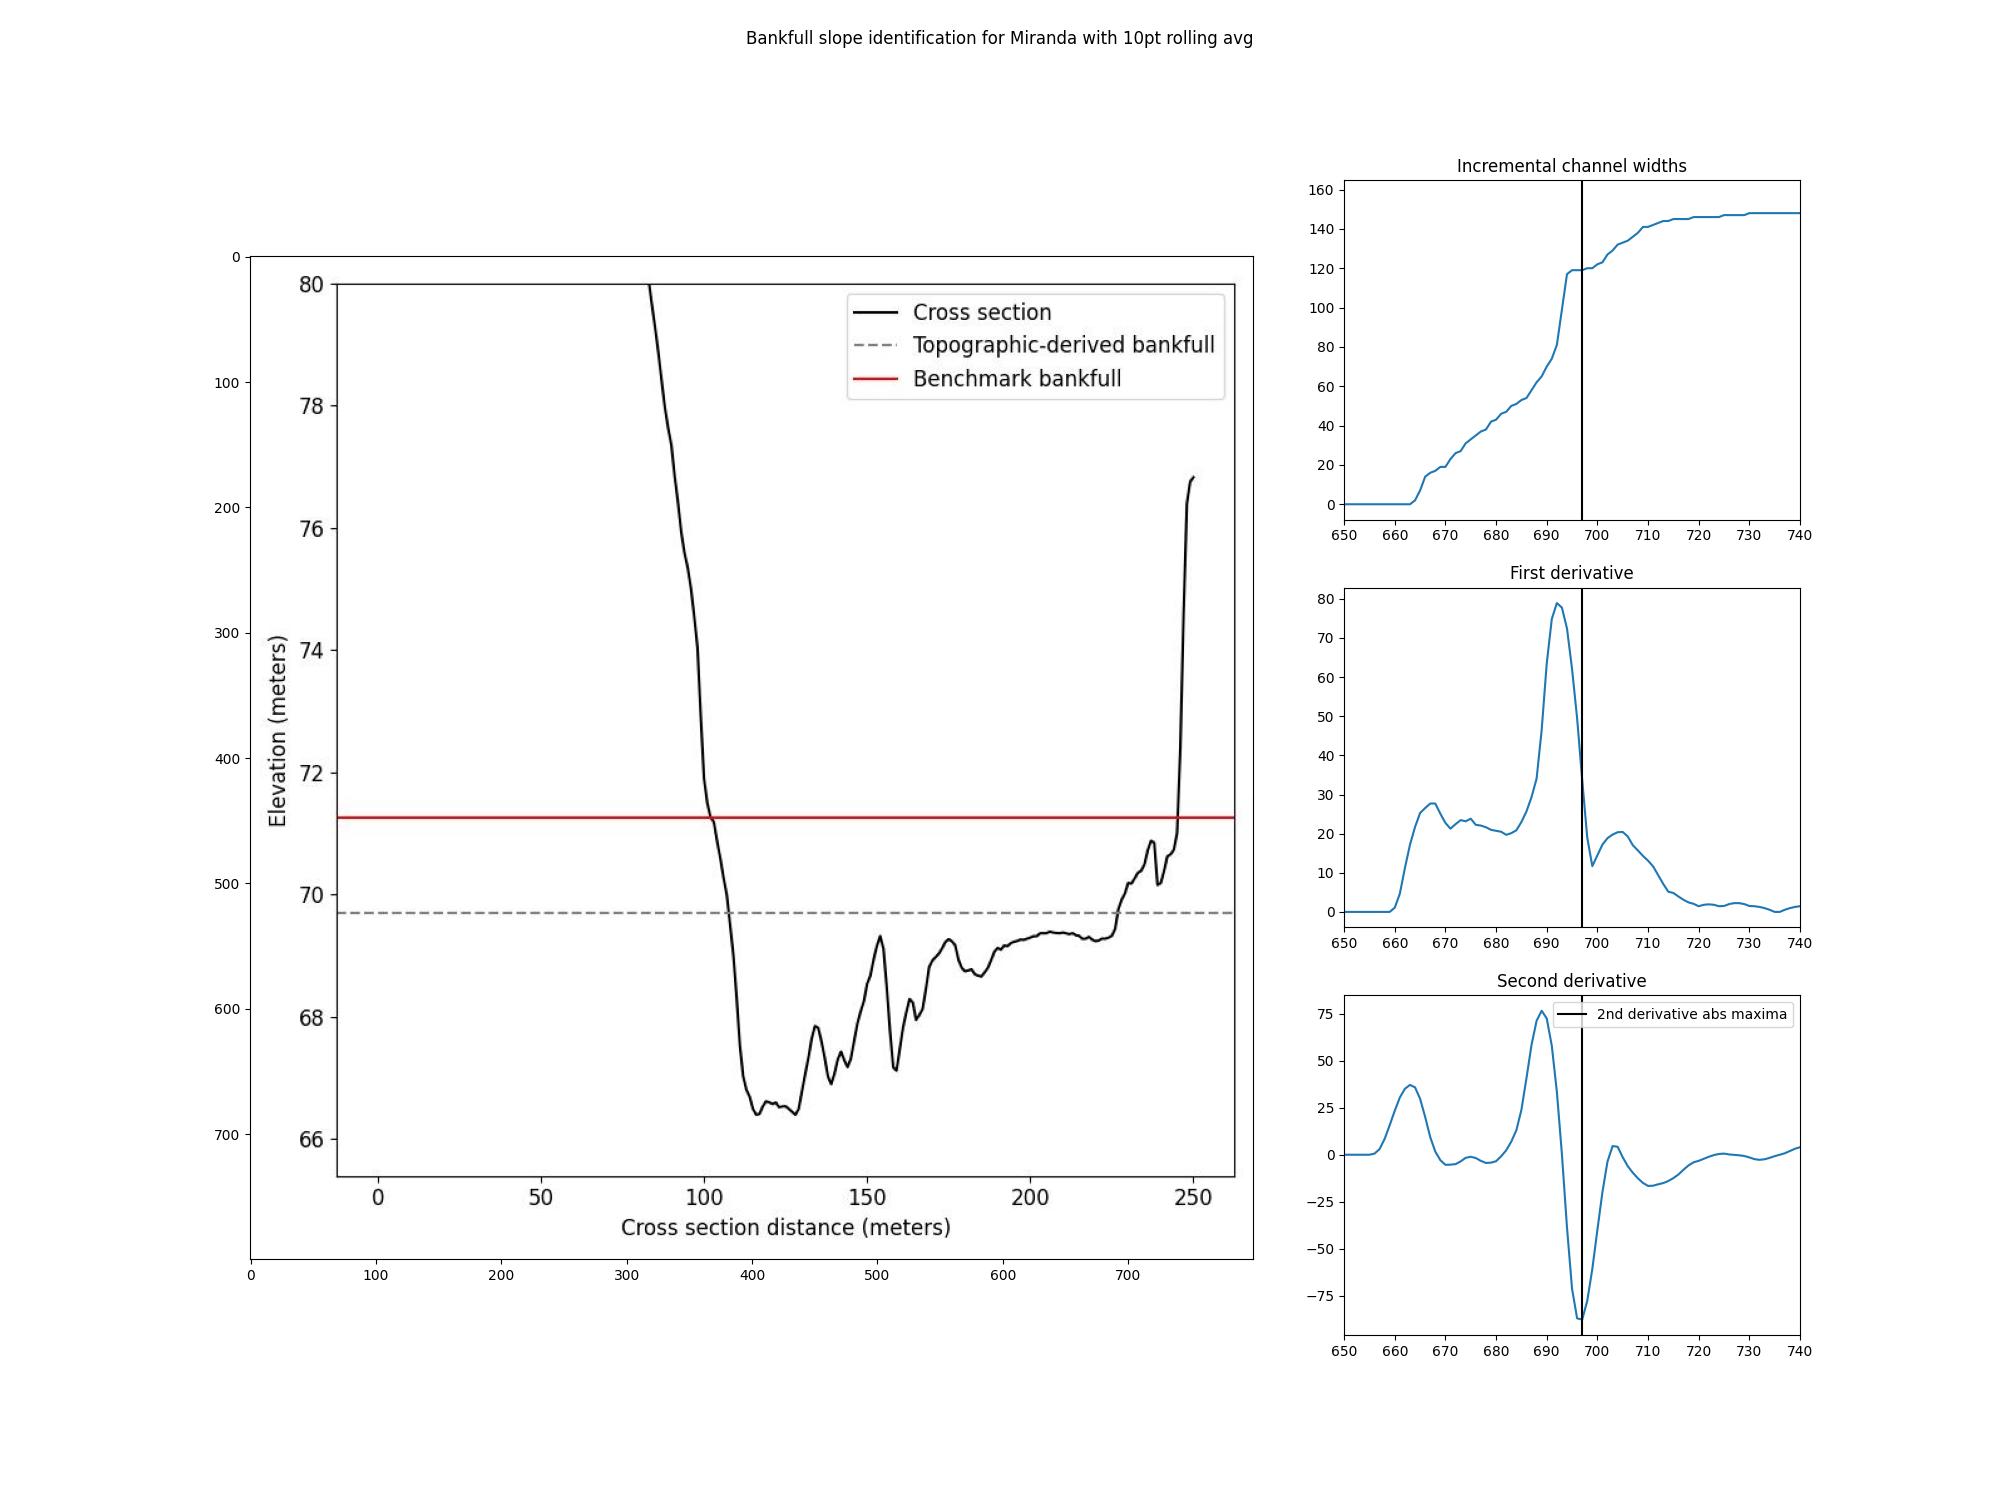 Bankfull slope identification for Miranda with 10pt rolling avg
0
100
200
300
400
500
600
700
80
78
76
74
72
70
68
66
Elevation (meters)
Cross section
Topographic-derived bankfull
Benchmark bankfull
0 50 100 150 200 250
Cross section distance (meters)
0 100 200 300 400 500 600 700
Incremental channel widths
160
140
120
100
80
60
40
20
0
650 660 670 680 690 700 710 720 730 740
First derivative
80
70
60
50
40
30
20
10
0
650 660 670 680 690 700 710 720 730 740
Second derivative
2nd derivative abs maxima
75
50
25
0
−25
−50
−75
650 660 670 680 690 700 710 720 730 740